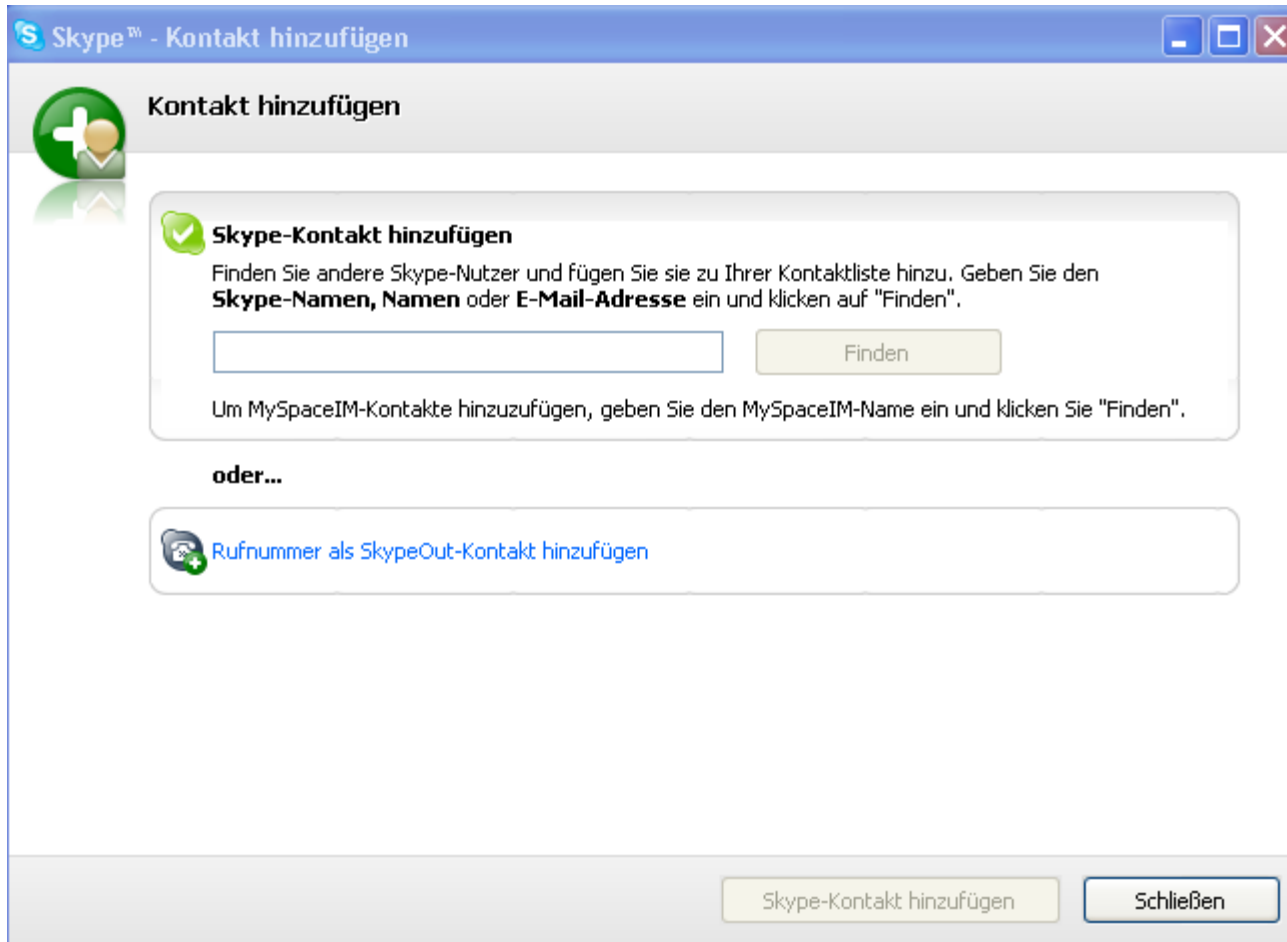 Skype™ - Kontakt hinzufügen
Kontakt hinzufügen
Skype-Kontakt hinzufügen
Finden Sie andere Skype-Nutzer und fügen Sie sie zu Ihrer Kontaktliste hinzu. Geben Sie den
Skype-Namen, Namen oder E-Mail-Adresse ein und klicken auf "Finden".
Finden
Um MySpaceIM-Kontakte hinzuzufügen, geben Sie den MySpaceIM-Name ein und klicken Sie "Finden".
oder...
Rufnummer als SkypeOut-Kontakt hinzufügen
Skype-Kontakt hinzufügen
Schließen